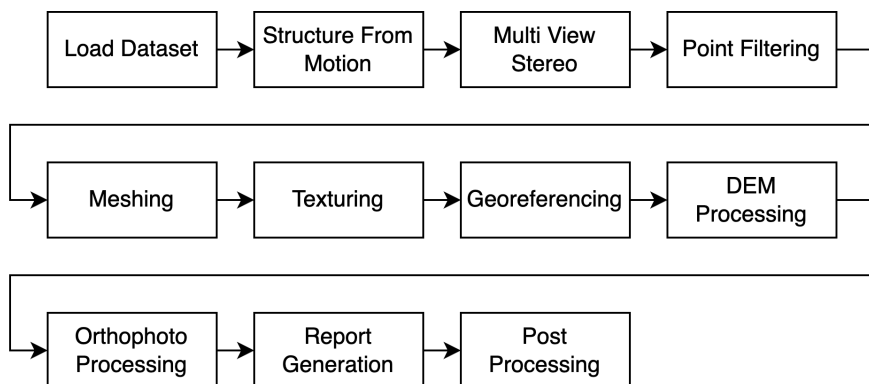 Load Dataset
Structure From
Motion
Multi View
Stereo
Point Filtering
Meshing
Texturing
Georeferencing
DEM
Processing
Orthophoto
Processing
Report
Generation
Post
Processing